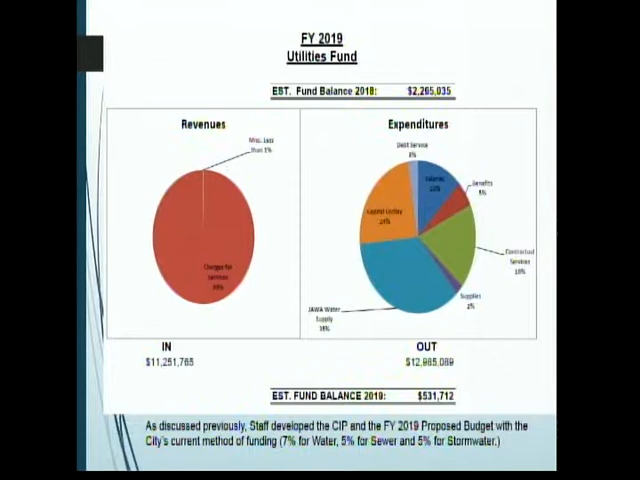 FY 2019
Utilities Fund
EST. Fund Balance 2018: $2,265,035
Revenues
Expenditures
Misc. Less
than 1%
Charges for
Services
Debt Service
Salaries
Benefits
Capital Outlay
Contractual
Services
Supplies
2%
JAWA Water
Supply
IN
OUT
$11,251,765
EST. FUND BALANCE 2019: $531,712
As discussed previously, Staff developed the CIP and the FY 2019 Proposed Budget with the
City's current method of funding (7% for Water, 5% for Sewer and 5% for Stormwater.)